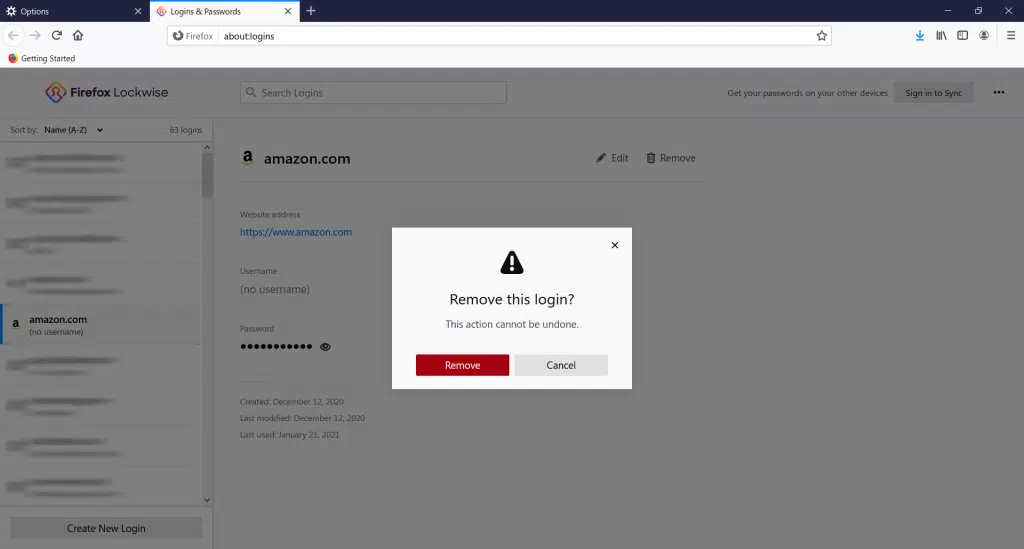 Options
Logins & Passwords
Firefox
about:logins
Getting Started
Firefox Lockwise
Search Logins
Get your passwords on your other devices
Sign in to Sync
Sort by: Name (A-Z)
63 logins
amazon.com
Edit
Remove
Website address
https://www.amazon.com
Username
(no username)
Password
Created: December 12, 2020
Last modified: December 12, 2020
Last used: January 21, 2021
amazon.com
(no username)
Create New Login
Remove this login?
This action cannot be undone.
Remove
Cancel